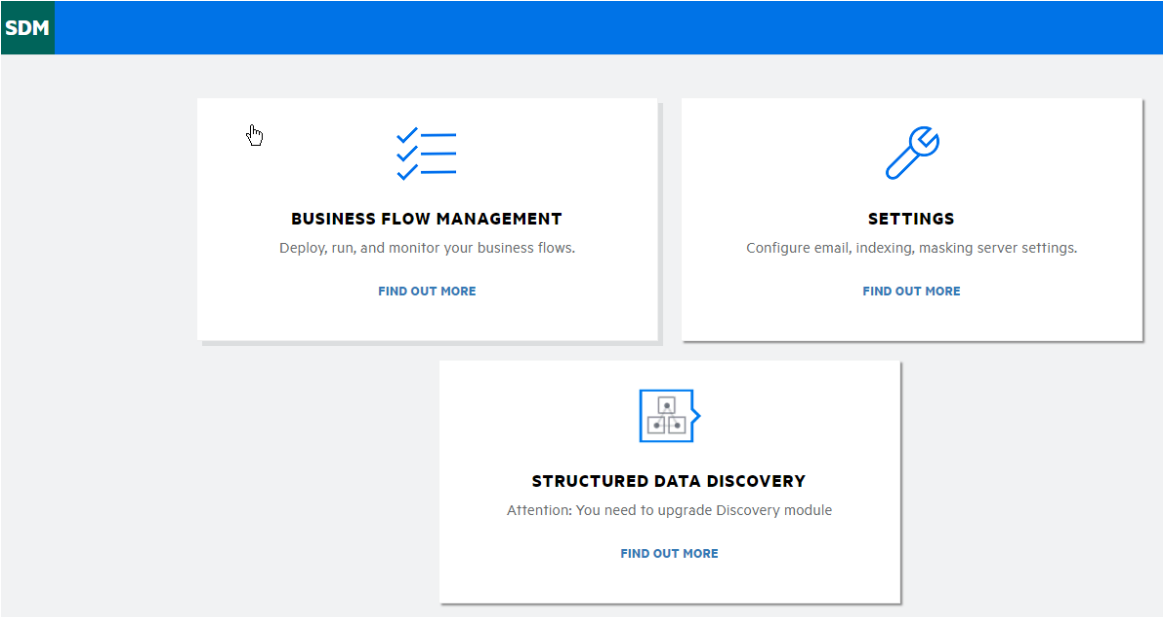 SDM
BUSINESS FLOW MANAGEMENT
Deploy, run, and monitor your business flows.
FIND OUT MORE
SETTINGS
Configure email, indexing, masking server settings.
FIND OUT MORE
STRUCTURED DATA DISCOVERY
Attention: You need to upgrade Discovery module
FIND OUT MORE